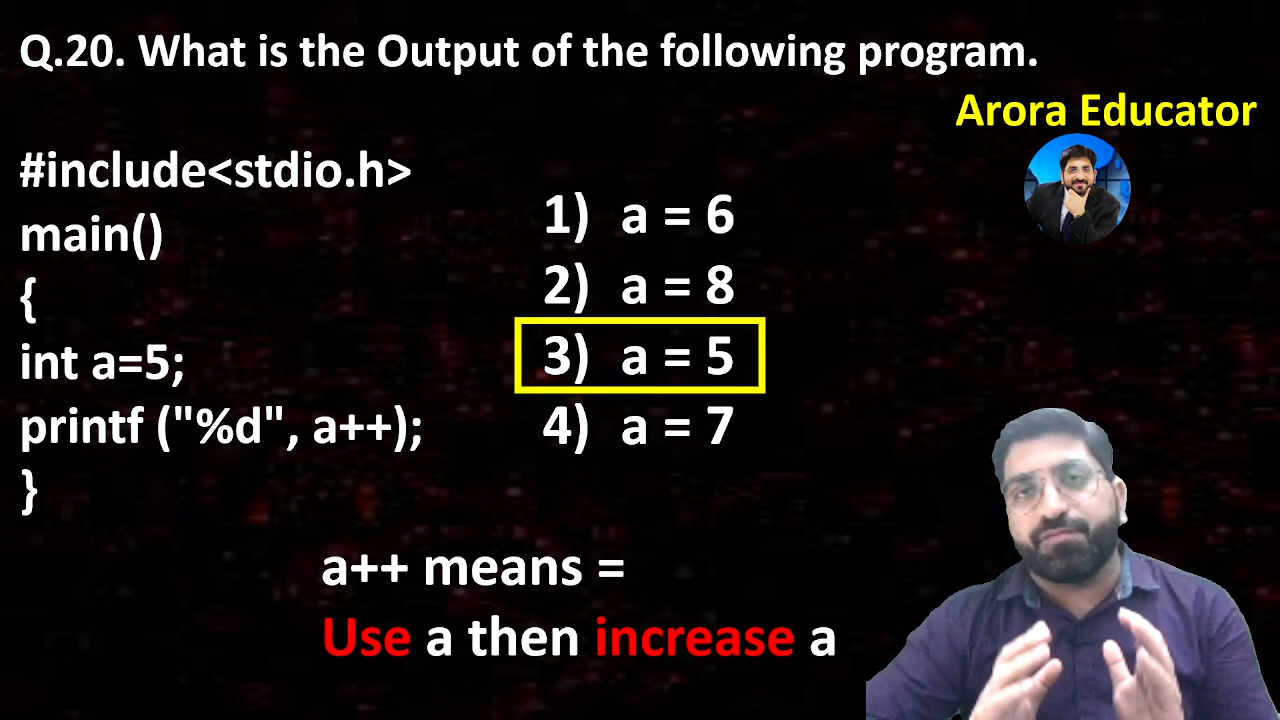 Q.20. What is the Output of the following program.
Arora Educator
#include<stdio.h>
main()
{
int a=5;
printf ("%d", a++);
}
1) a = 6
2) a = 8
3) a = 5
4) a = 7
a++ means =
Use a then increase a